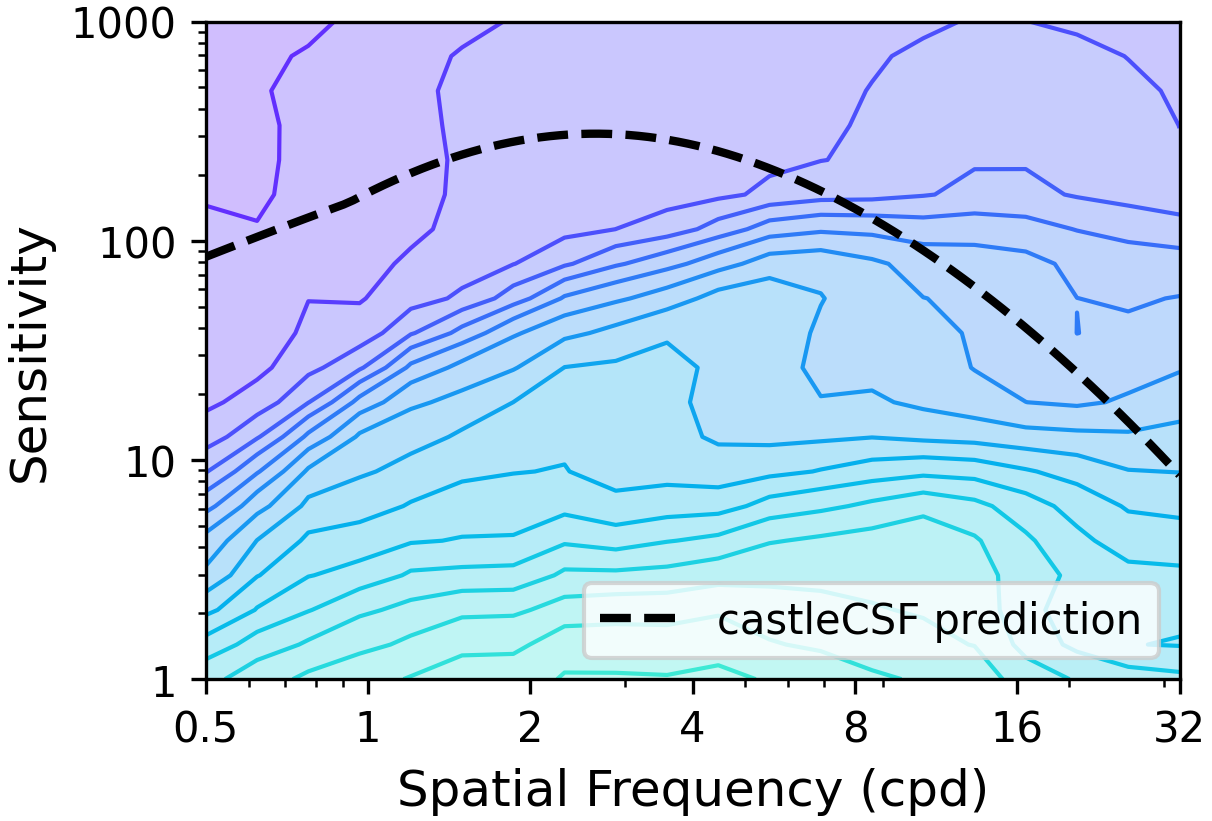 1000
100
10
1
Sensitivity
castleCSF prediction
0.5 1 2 4 8 16 32
Spatial Frequency (cpd)